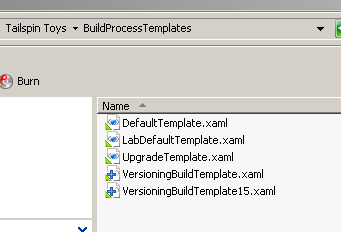 Tailspin Toys BuildProcessTemplates
Burn
Name
DefaultTemplate.xaml
LabDefaultTemplate.xaml
UpgradeTemplate.xaml
VersioningBuildTemplate.xaml
VersioningBuildTemplate15.xaml